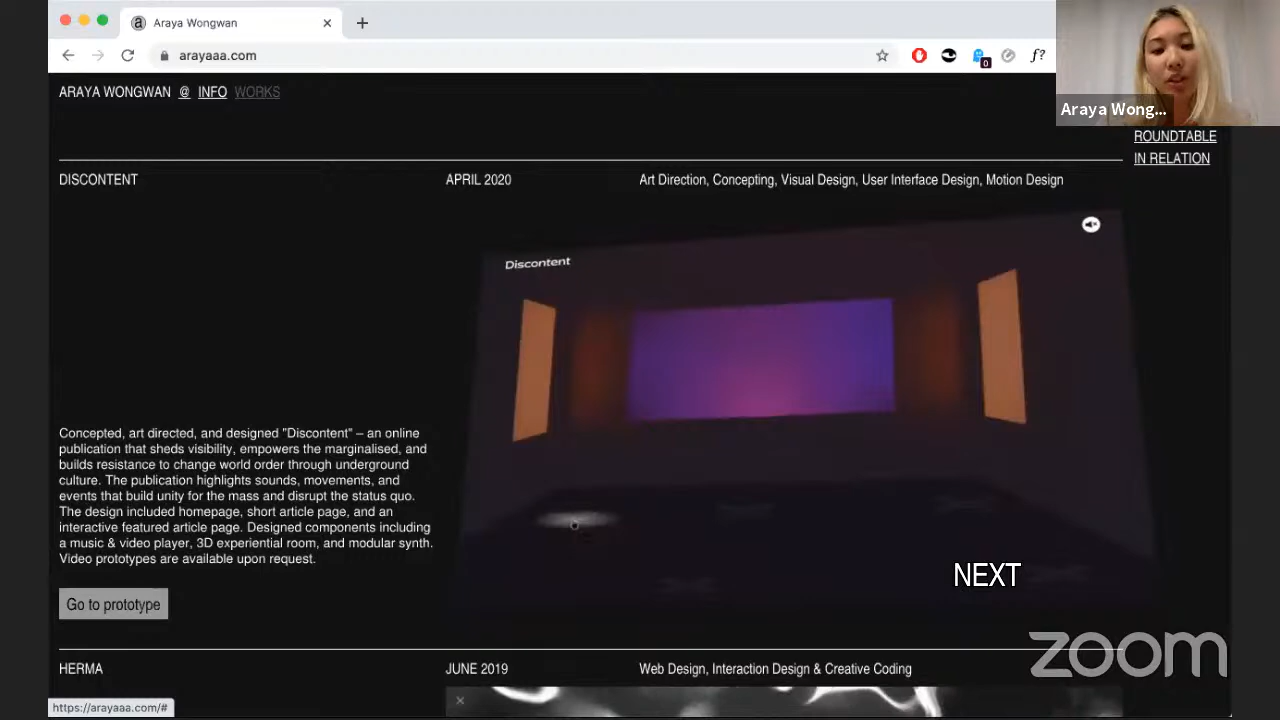 Araya Wongwan
arayaaa.com
0
f?
Araya Wong...
ARAYA WONGWAN @ INFO WORKS
ROUNDTABLE
IN RELATION
DISCONTENT APRIL 2020 Art Direction, Concepting, Visual Design, User Interface Design, Motion Design
Discontent
Concepted, art directed, and designed "Discontent" – an online
publication that sheds visibility, empowers the marginalised, and
builds resistance to change world order through underground
culture. The publication highlights sounds, movements, and
events that build unity for the mass and disrupt the status quo.
The design included homepage, short article page, and an
interactive featured article page. Designed components including
a music & video player, 3D experiential room, and modular synth.
Video prototypes are available upon request.
NEXT
Go to prototype
zoom
HERMA JUNE 2019 Web Design, Interaction Design & Creative Coding
https://arayaaa.com/#